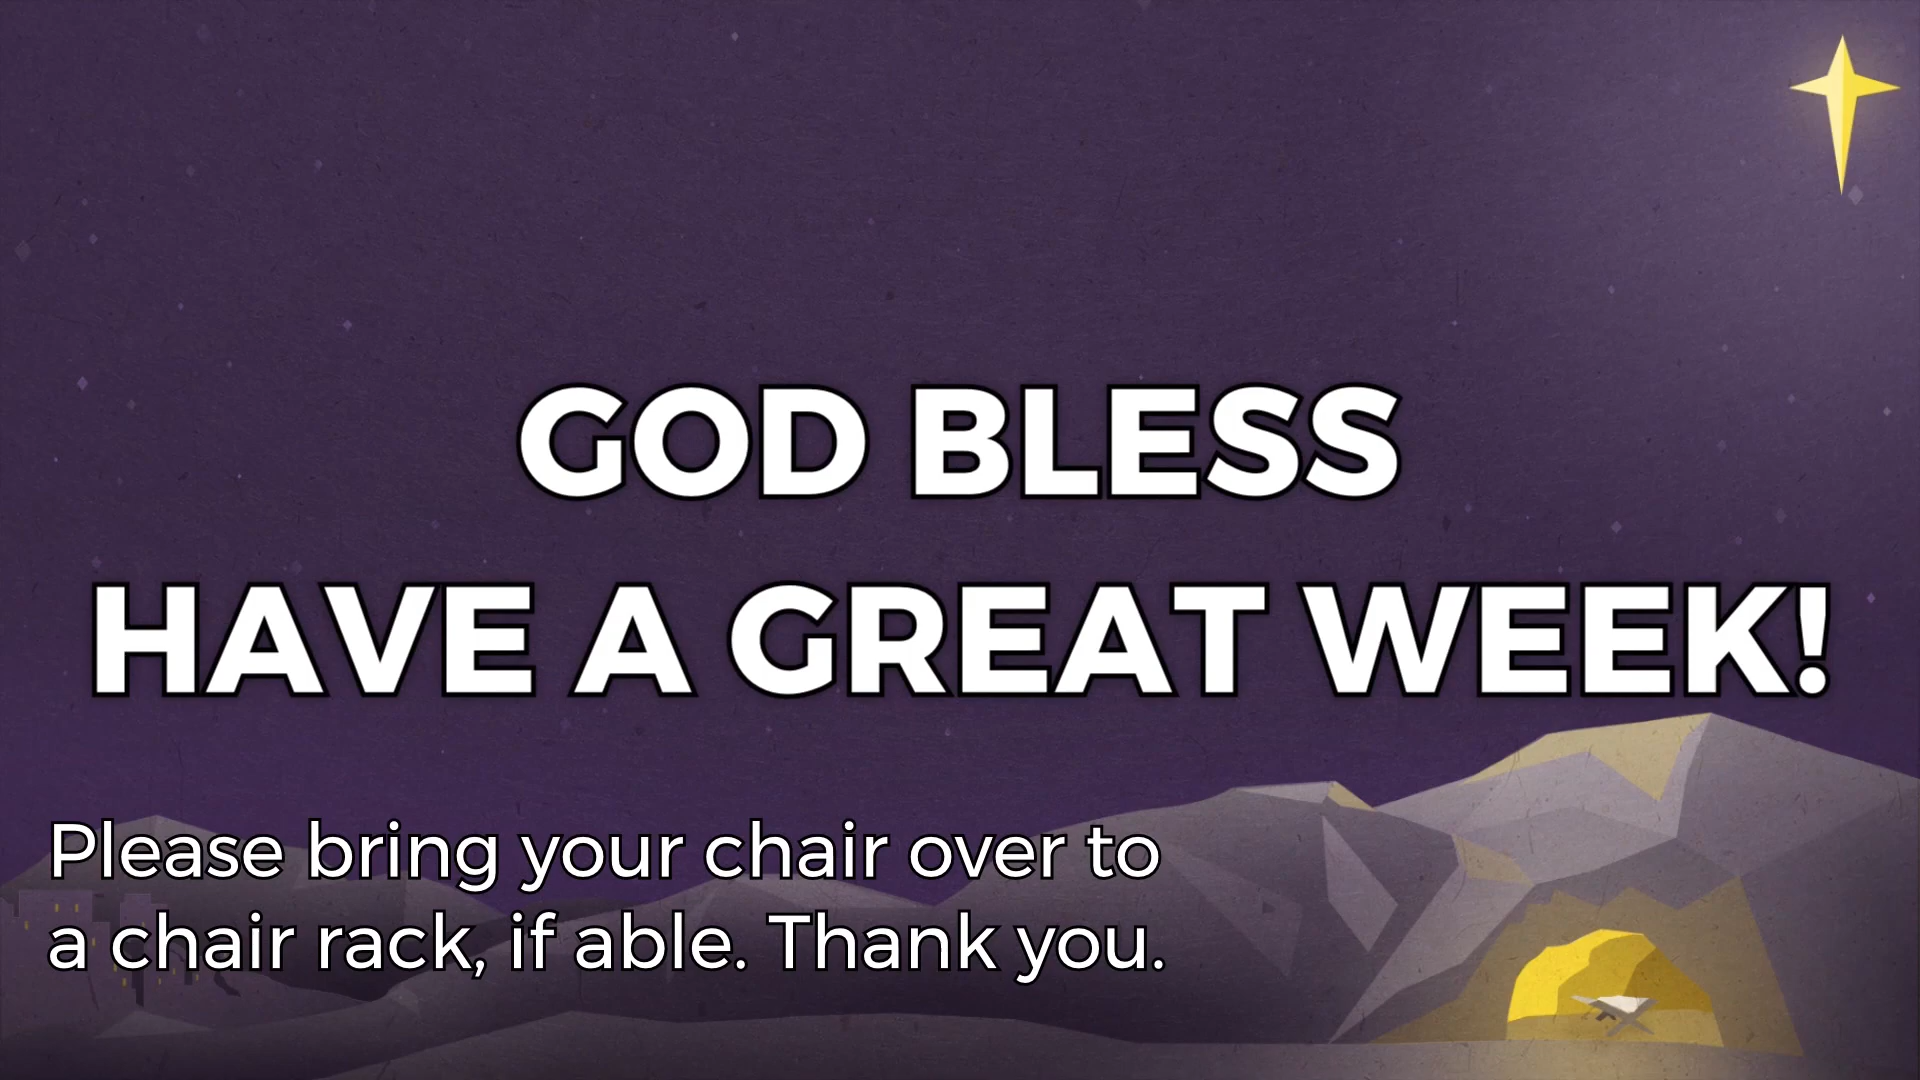 GOD BLESS
HAVE A GREAT WEEK!
Please bring your chair over to
a chair rack, if able. Thank you.